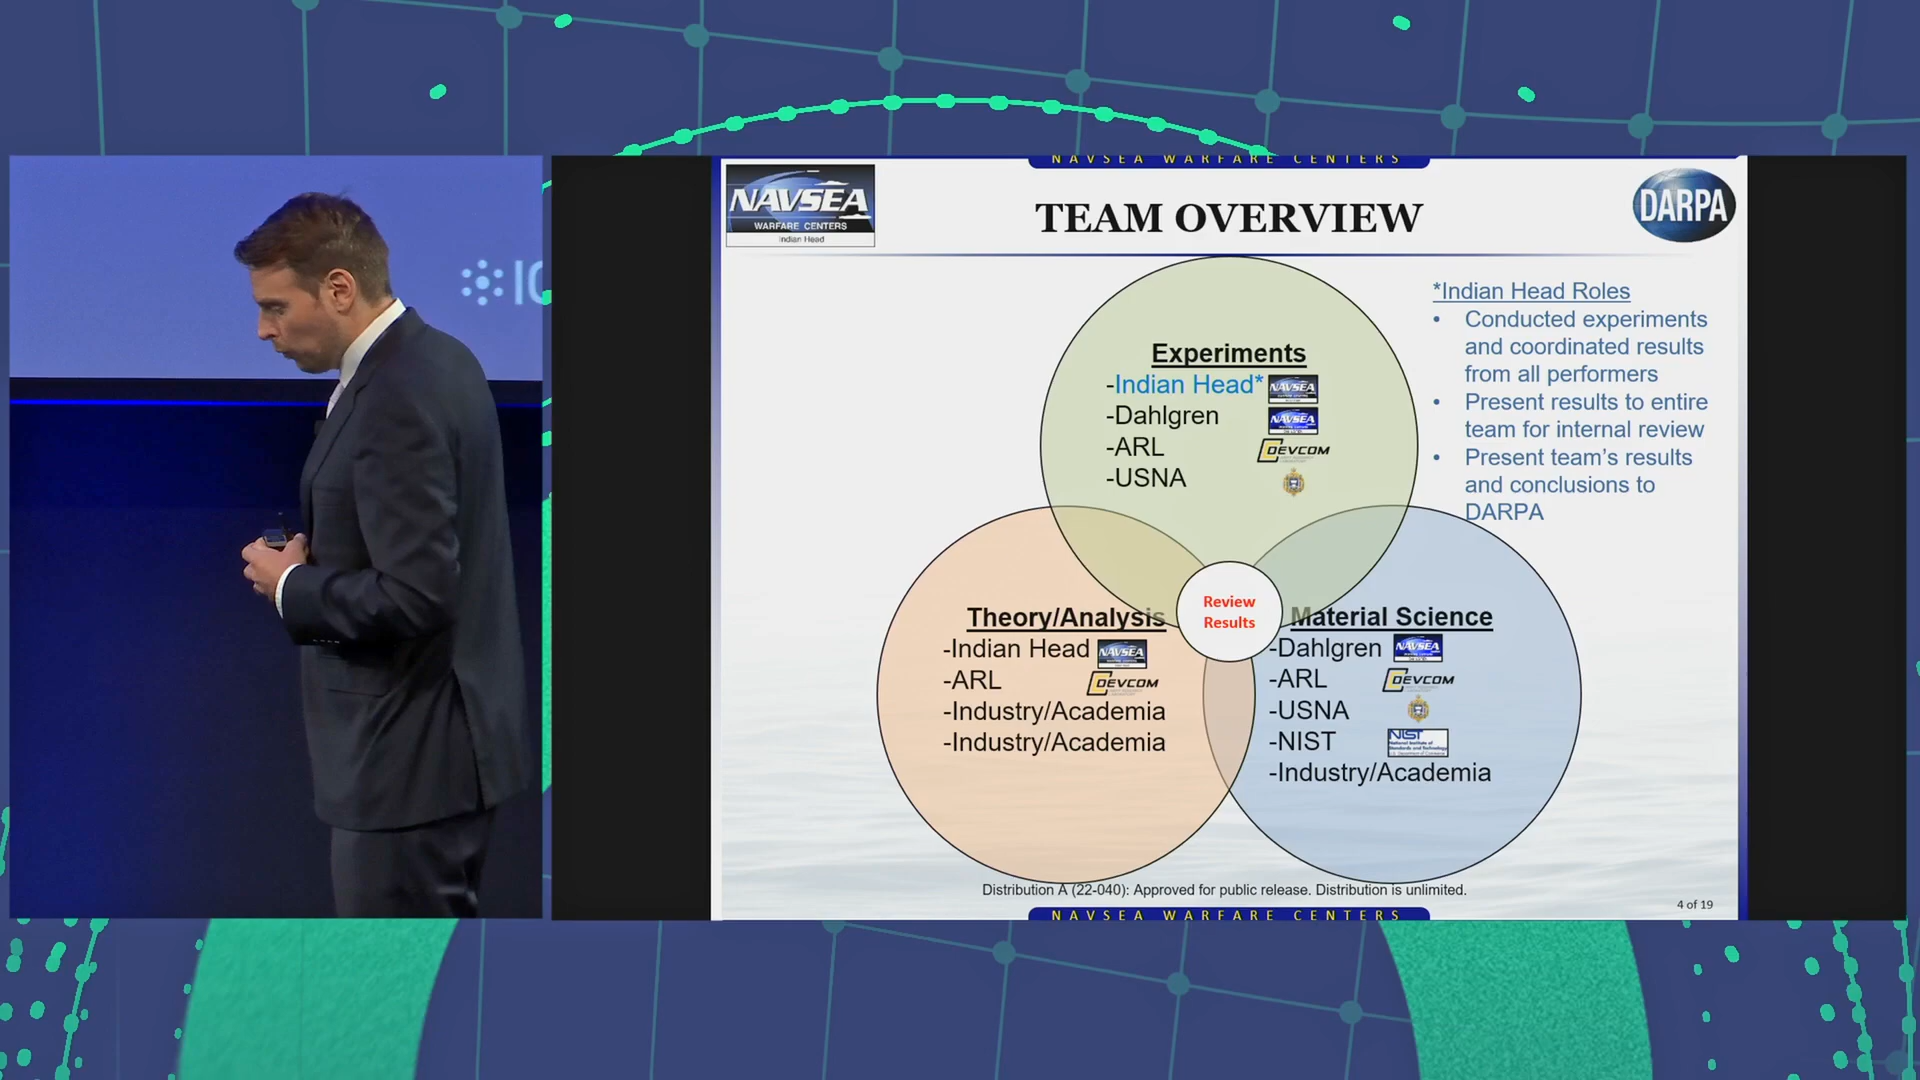 NAVSEA WARFARE CENTERS
NAVSEA
WARFARE CENTERS
Indian Head
TEAM OVERVIEW
DARPA
*Indian Head Roles
• Conducted experiments
and coordinated results
from all performers
• Present results to entire
team for internal review
• Present team’s results
and conclusions to
DARPA
Experiments
-Indian Head* NAVSEA
-Dahlgren NAVSEA
-ARL DEVCOM
-USNA
Review
Results
Theory/Analysis
-Indian Head NAVSEA
-ARL DEVCOM
-Industry/Academia
-Industry/Academia
Material Science
-Dahlgren NAVSEA
-ARL DEVCOM
-USNA
-NIST NIST
National Institute of
Standards and Technology
-Industry/Academia
Distribution A (22-040): Approved for public release. Distribution is unlimited.
4 of 19
NAVSEA WARFARE CENTERS